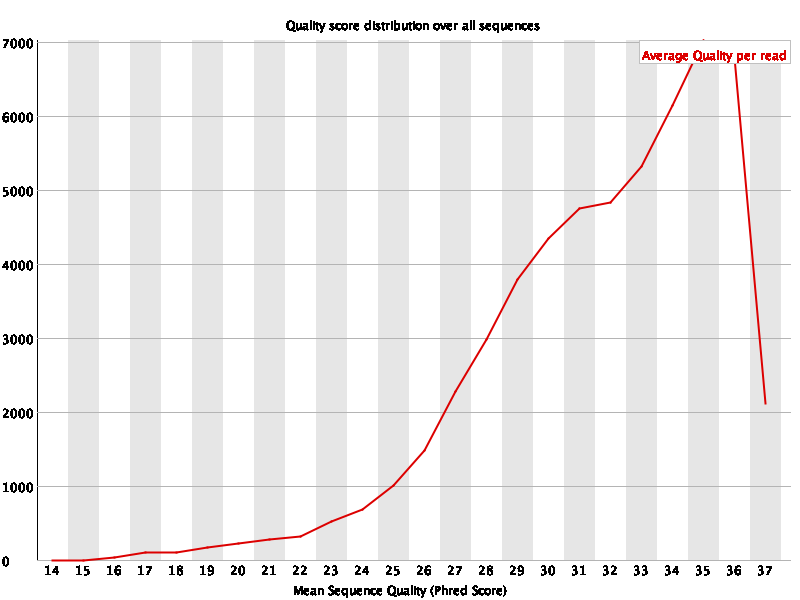 Quality score distribution over all sequences
Average Quality per read
7000
6000
5000
4000
3000
2000
1000
0
14 15 16 17 18 19 20 21 22 23 24 25 26 27 28 29 30 31 32 33 34 35 36 37
Mean Sequence Quality (Phred Score)